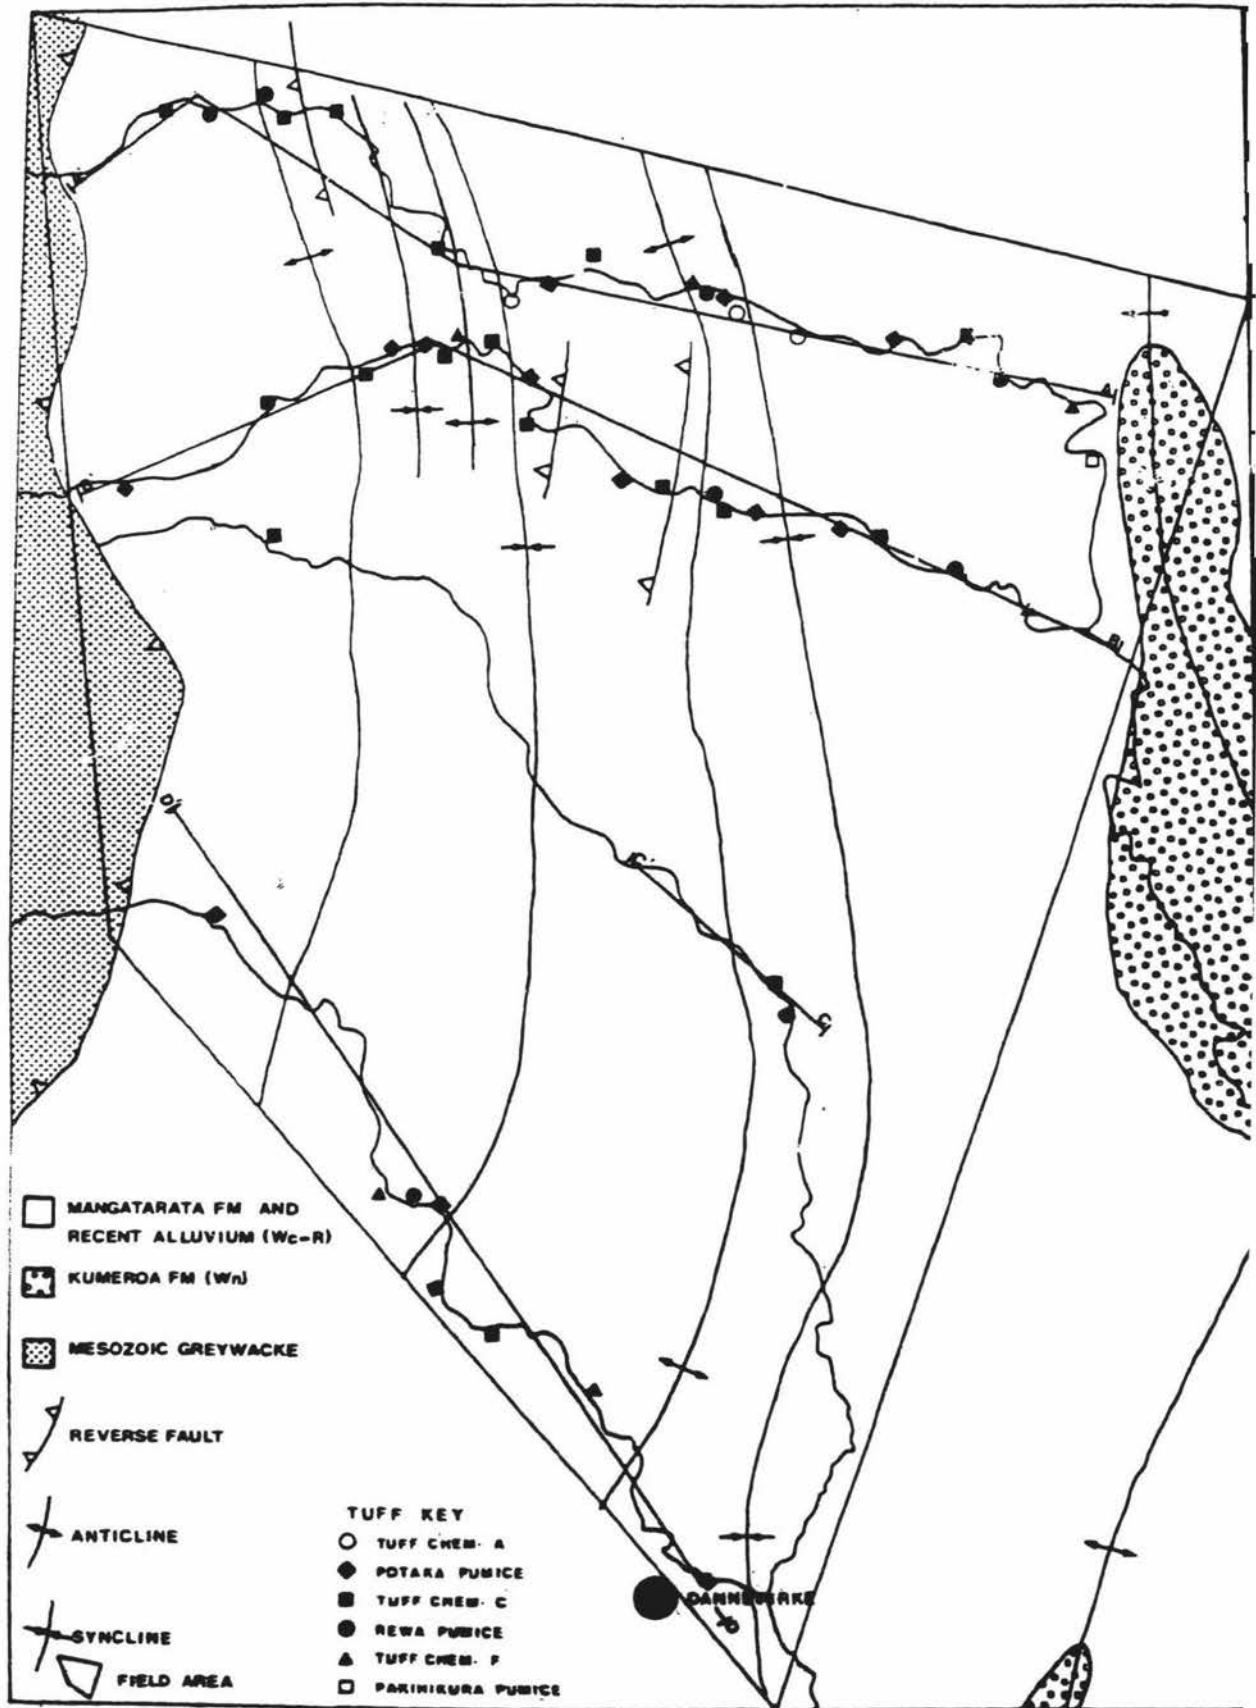 MANGATARATA FM AND
RECENT ALLUVIUM (Wc-R)
KUMEROA FM (Wn)
MESOZOIC GREYWACKE
REVERSE FAULT
ANTICLINE
SYNCLINE
FIELD AREA
TUFF KEY
TUFF CHEM. A
POTAKA PUMICE
TUFF CHEM. C
REWA PUMICE
TUFF CHEM. F
PAKIHIKURA PUMICE
DANNEVIRKE